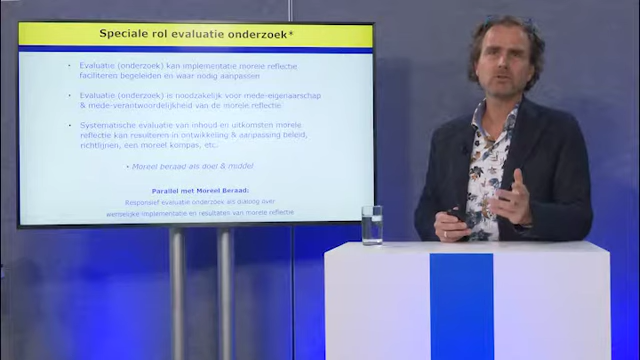 Speciale rol evaluatie onderzoek*
• Evaluatie (onderzoek) kan implementatie morele reflectie
faciliteren begeleiden en waar nodig aanpassen
• Evaluatie (onderzoek) is noodzakelijk voor mede-eigenaarschap
& mede-verantwoordelijkheid van de morele reflectie
• Systematische evaluatie van inhoud en uitkomsten morele
reflectie kan resulteren in ontwikkeling & aanpassing beleid,
richtlijnen, een moreel kompas, etc.
• Moreel beraad als doel & middel
Parallel met Moreel Beraad:
Responsief evaluatie onderzoek als dialoog over
werkelijke implementatie en resultaten van morele reflectie